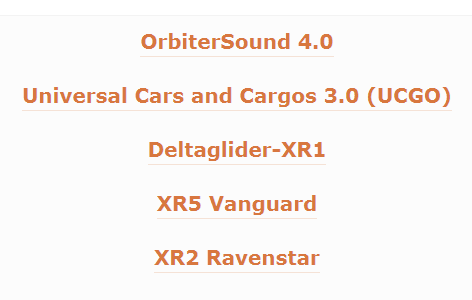 OrbiterSound 4.0
Universal Cars and Cargos 3.0 (UCGO)
Deltaglider-XR1
XR5 Vanguard
XR2 Ravenstar